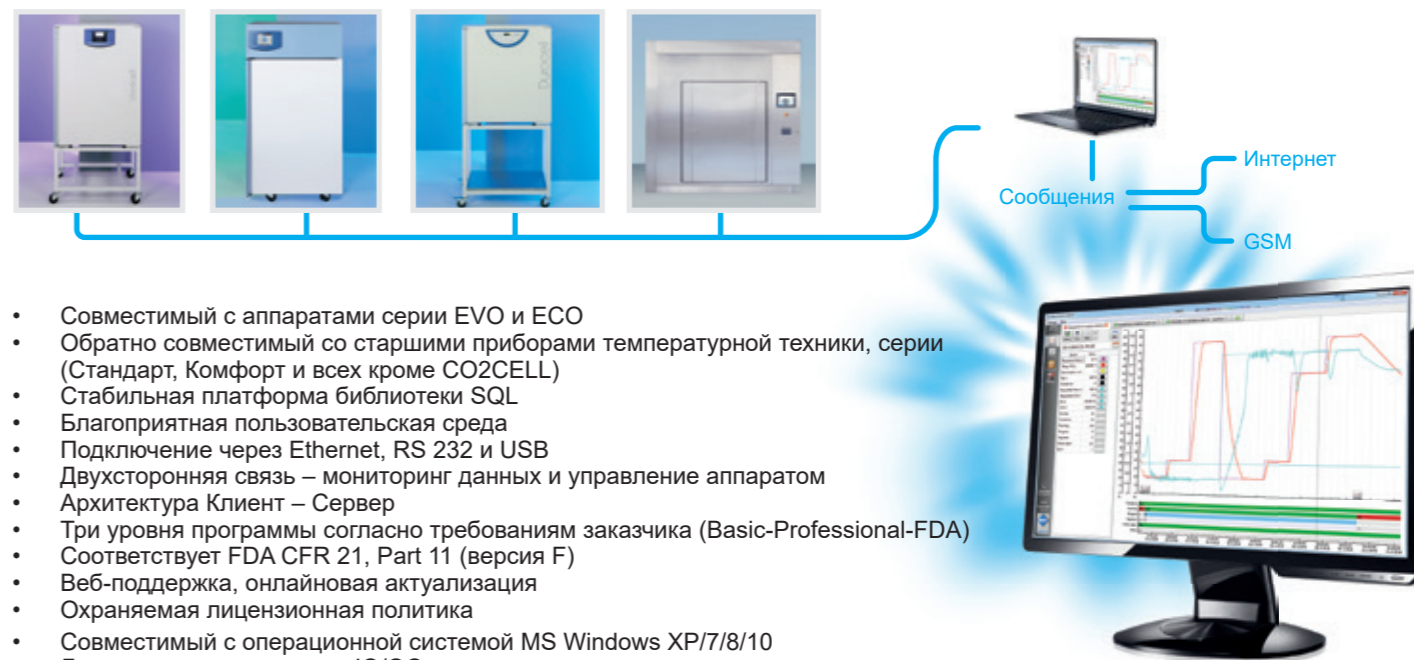 Durocell
Интернет
Сообщения
GSM
• Совместимый с аппаратами серии EVO и ECO
• Обратно совместимый со старшими приборами температурной техники, серии
(Стандарт, Комфорт и всех кроме CO2CELL)
• Стабильная платформа библиотеки SQL
• Благоприятная пользовательская среда
• Подключение через Ethernet, RS 232 и USB
• Двухсторонняя связь – мониторинг данных и управление аппаратом
• Архитектура Клиент – Сервер
• Три уровня программы согласно требованиям заказчика (Basic-Professional-FDA)
• Соответствует FDA CFR 21, Part 11 (версия F)
• Веб-поддержка, онлайновая актуализация
• Охраняемая лицензионная политика
• Совместимый с операционной системой MS Windows XP/7/8/10